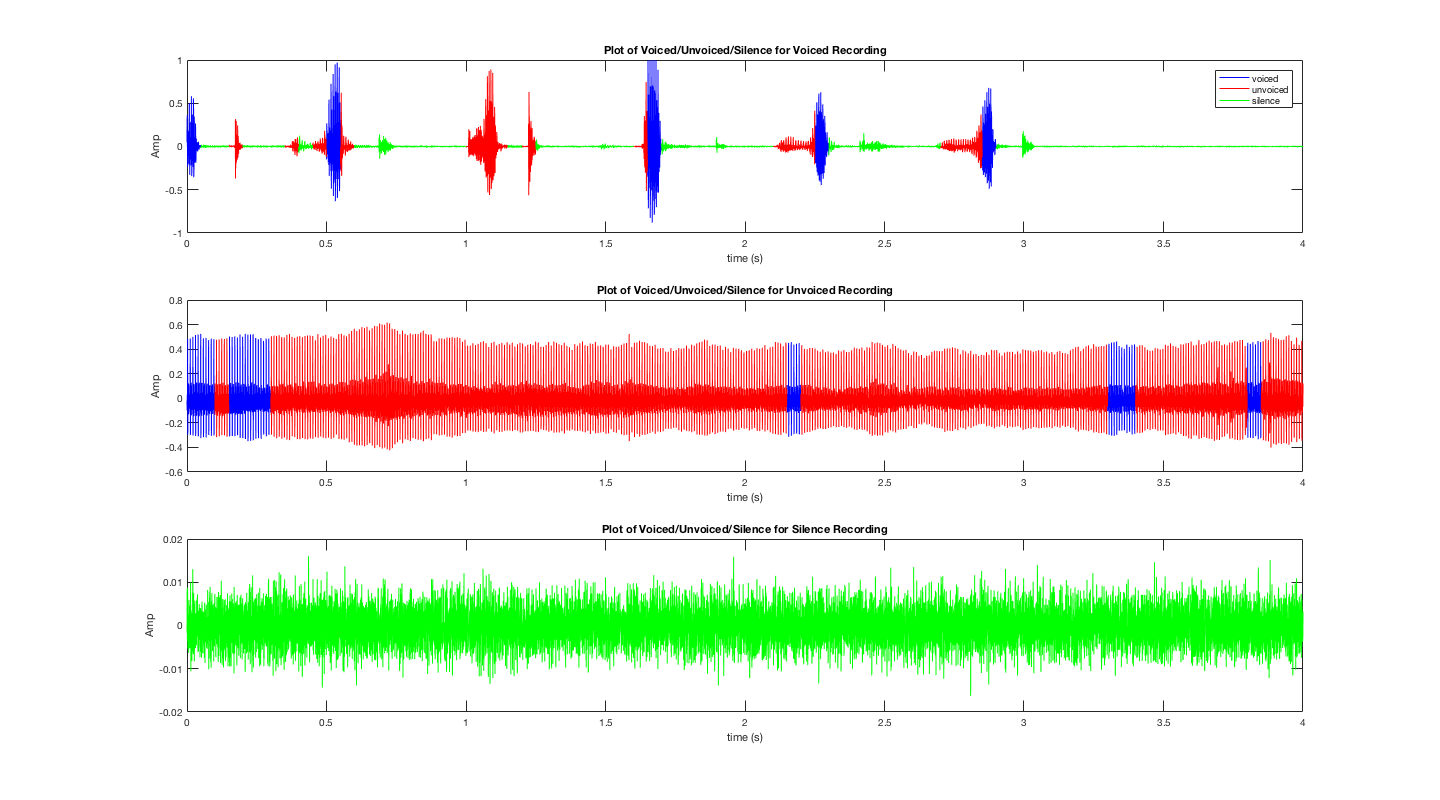 Plot of Voiced/Unvoiced/Silence for Voiced Recording
1
0.5
0
-0.5
-1
Amp
voiced
unvoiced
silence
0 0.5 1 1.5 2 2.5 3 3.5 4
time (s)
Plot of Voiced/Unvoiced/Silence for Unvoiced Recording
0.8
0.6
0.4
0.2
0
-0.2
-0.4
-0.6
Amp
0 0.5 1 1.5 2 2.5 3 3.5 4
time (s)
Plot of Voiced/Unvoiced/Silence for Silence Recording
0.02
0.01
0
-0.01
-0.02
Amp
0 0.5 1 1.5 2 2.5 3 3.5 4
time (s)